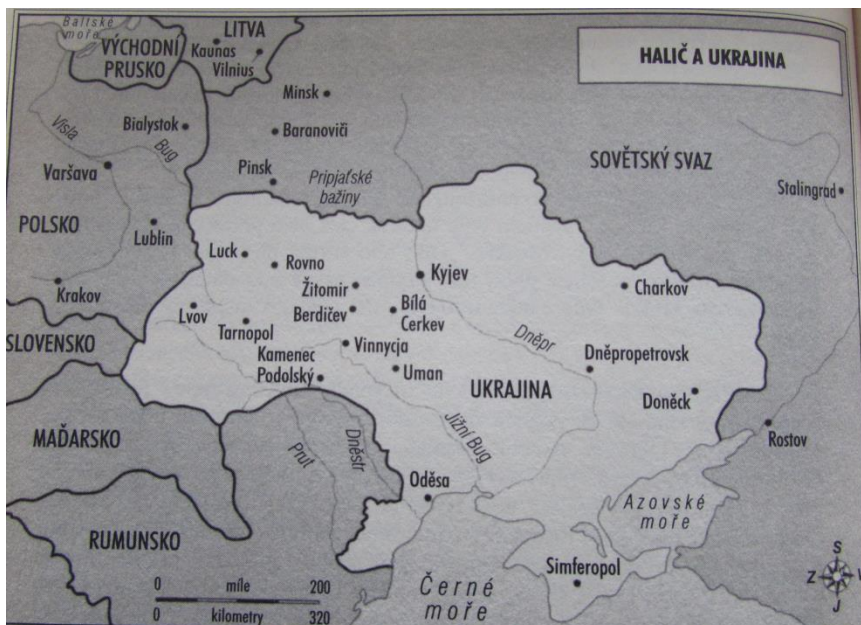 Baltské
moře
VÝCHODNÍ
PRUSKO
LITVA
Kaunas
Vilnius
HALIČ A UKRAJINA
Minsk
Bialystok
Baranoviči
Visla
Bug
Varšava
Pinsk
Pripjaťské
bažiny
SOVĚTSKÝ SVAZ
Stalingrad
POLSKO
Lublin
Luck
Rovno
Kyjev
Krakov
Žitomir
Charkov
Lvov
Berdičev
Bílá
Cerkev
Tarnopol
Dněpr
SLOVENSKO
Vinnycja
Kamenec
Podolský
Uman
Dněpropetrovsk
UKRAJINA
Doněck
MAĎARSKO
Rostov
Prut
Dněstr
Jižní Bug
Oděsa
Azovské
moře
RUMUNSKO
Simferopol
Černé
moře
0 míle 200
0 kilometry 320
S
Z V
J